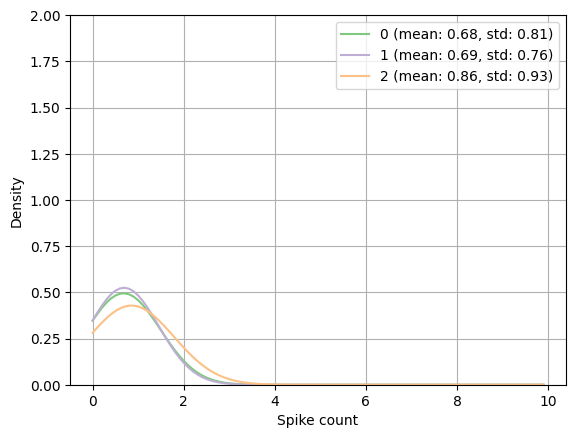 2.00
1.75
1.50
1.25
1.00
0.75
0.50
0.25
0.00
Density
0 (mean: 0.68, std: 0.81)
1 (mean: 0.69, std: 0.76)
2 (mean: 0.86, std: 0.93)
0 2 4 6 8 10
Spike count